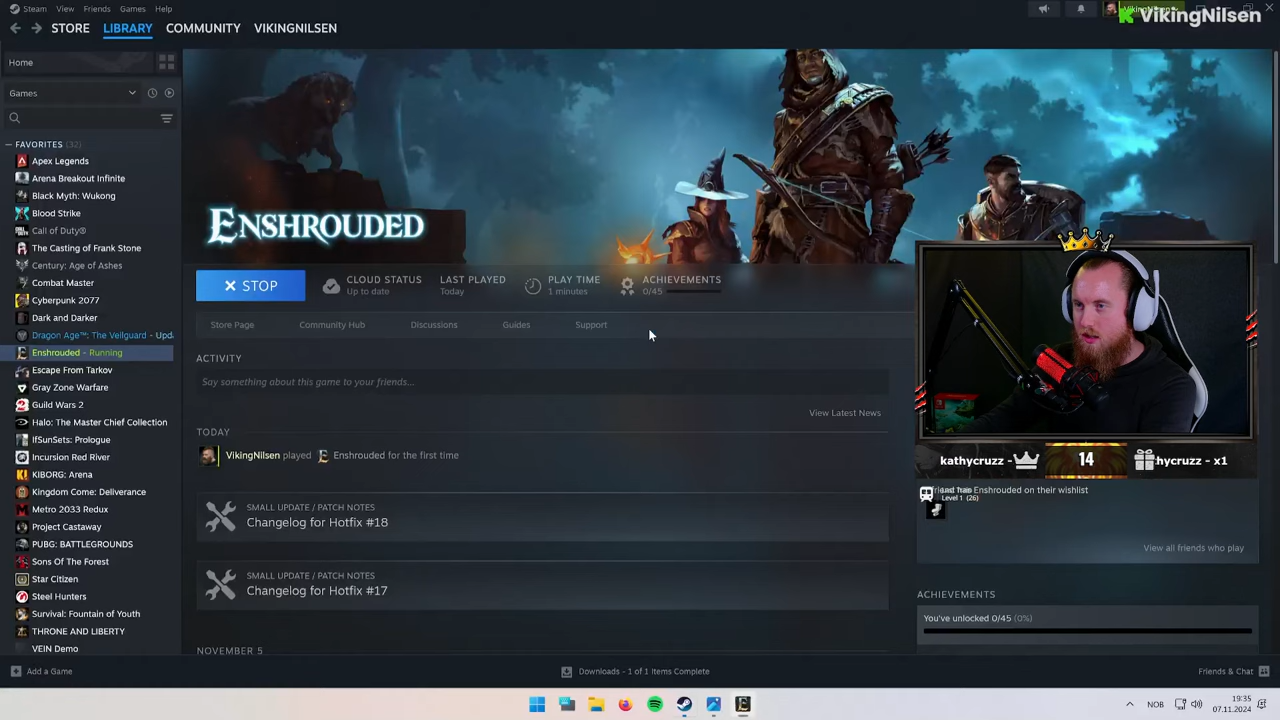 Steam View Friends Games Help
VikingNilsen
STORE LIBRARY COMMUNITY VIKINGNILSEN
Home
Games
FAVORITES (32)
Apex Legends
Arena Breakout Infinite
Black Myth: Wukong
Blood Strike
Call of Duty®
The Casting of Frank Stone
Century: Age of Ashes
Combat Master
Cyberpunk 2077
Dark and Darker
Dragon Age™: The Veilguard - Upda
Enshrouded - Running
Escape From Tarkov
Gray Zone Warfare
Guild Wars 2
Halo: The Master Chief Collection
IfSunSets: Prologue
Incursion Red River
KIBORG: Arena
Kingdom Come: Deliverance
Metro 2033 Redux
Project Castaway
PUBG: BATTLEGROUNDS
Sons Of The Forest
Star Citizen
Steel Hunters
Survival: Fountain of Youth
THRONE AND LIBERTY
VEIN Demo
ENSHROUDED
STOP
CLOUD STATUS
Up to date
LAST PLAYED
Today
PLAY TIME
1 minutes
ACHIEVEMENTS
0/45
Store Page Community Hub Discussions Guides Support
ACTIVITY
Say something about this game to your friends...
View Latest News
TODAY
VikingNilsen played Enshrouded for the first time
SMALL UPDATE / PATCH NOTES
Changelog for Hotfix #18
SMALL UPDATE / PATCH NOTES
Changelog for Hotfix #17
NOVEMBER 5
kathycruzz - 14 hycruzz - x1
Enshrouded on their wishlist
Level 1 (26)
View all friends who play
ACHIEVEMENTS
You've unlocked 0/45 (0%)
Add a Game
Downloads - 1 of 1 Items Complete
Friends & Chat
NOB
19:35
07.11.2024